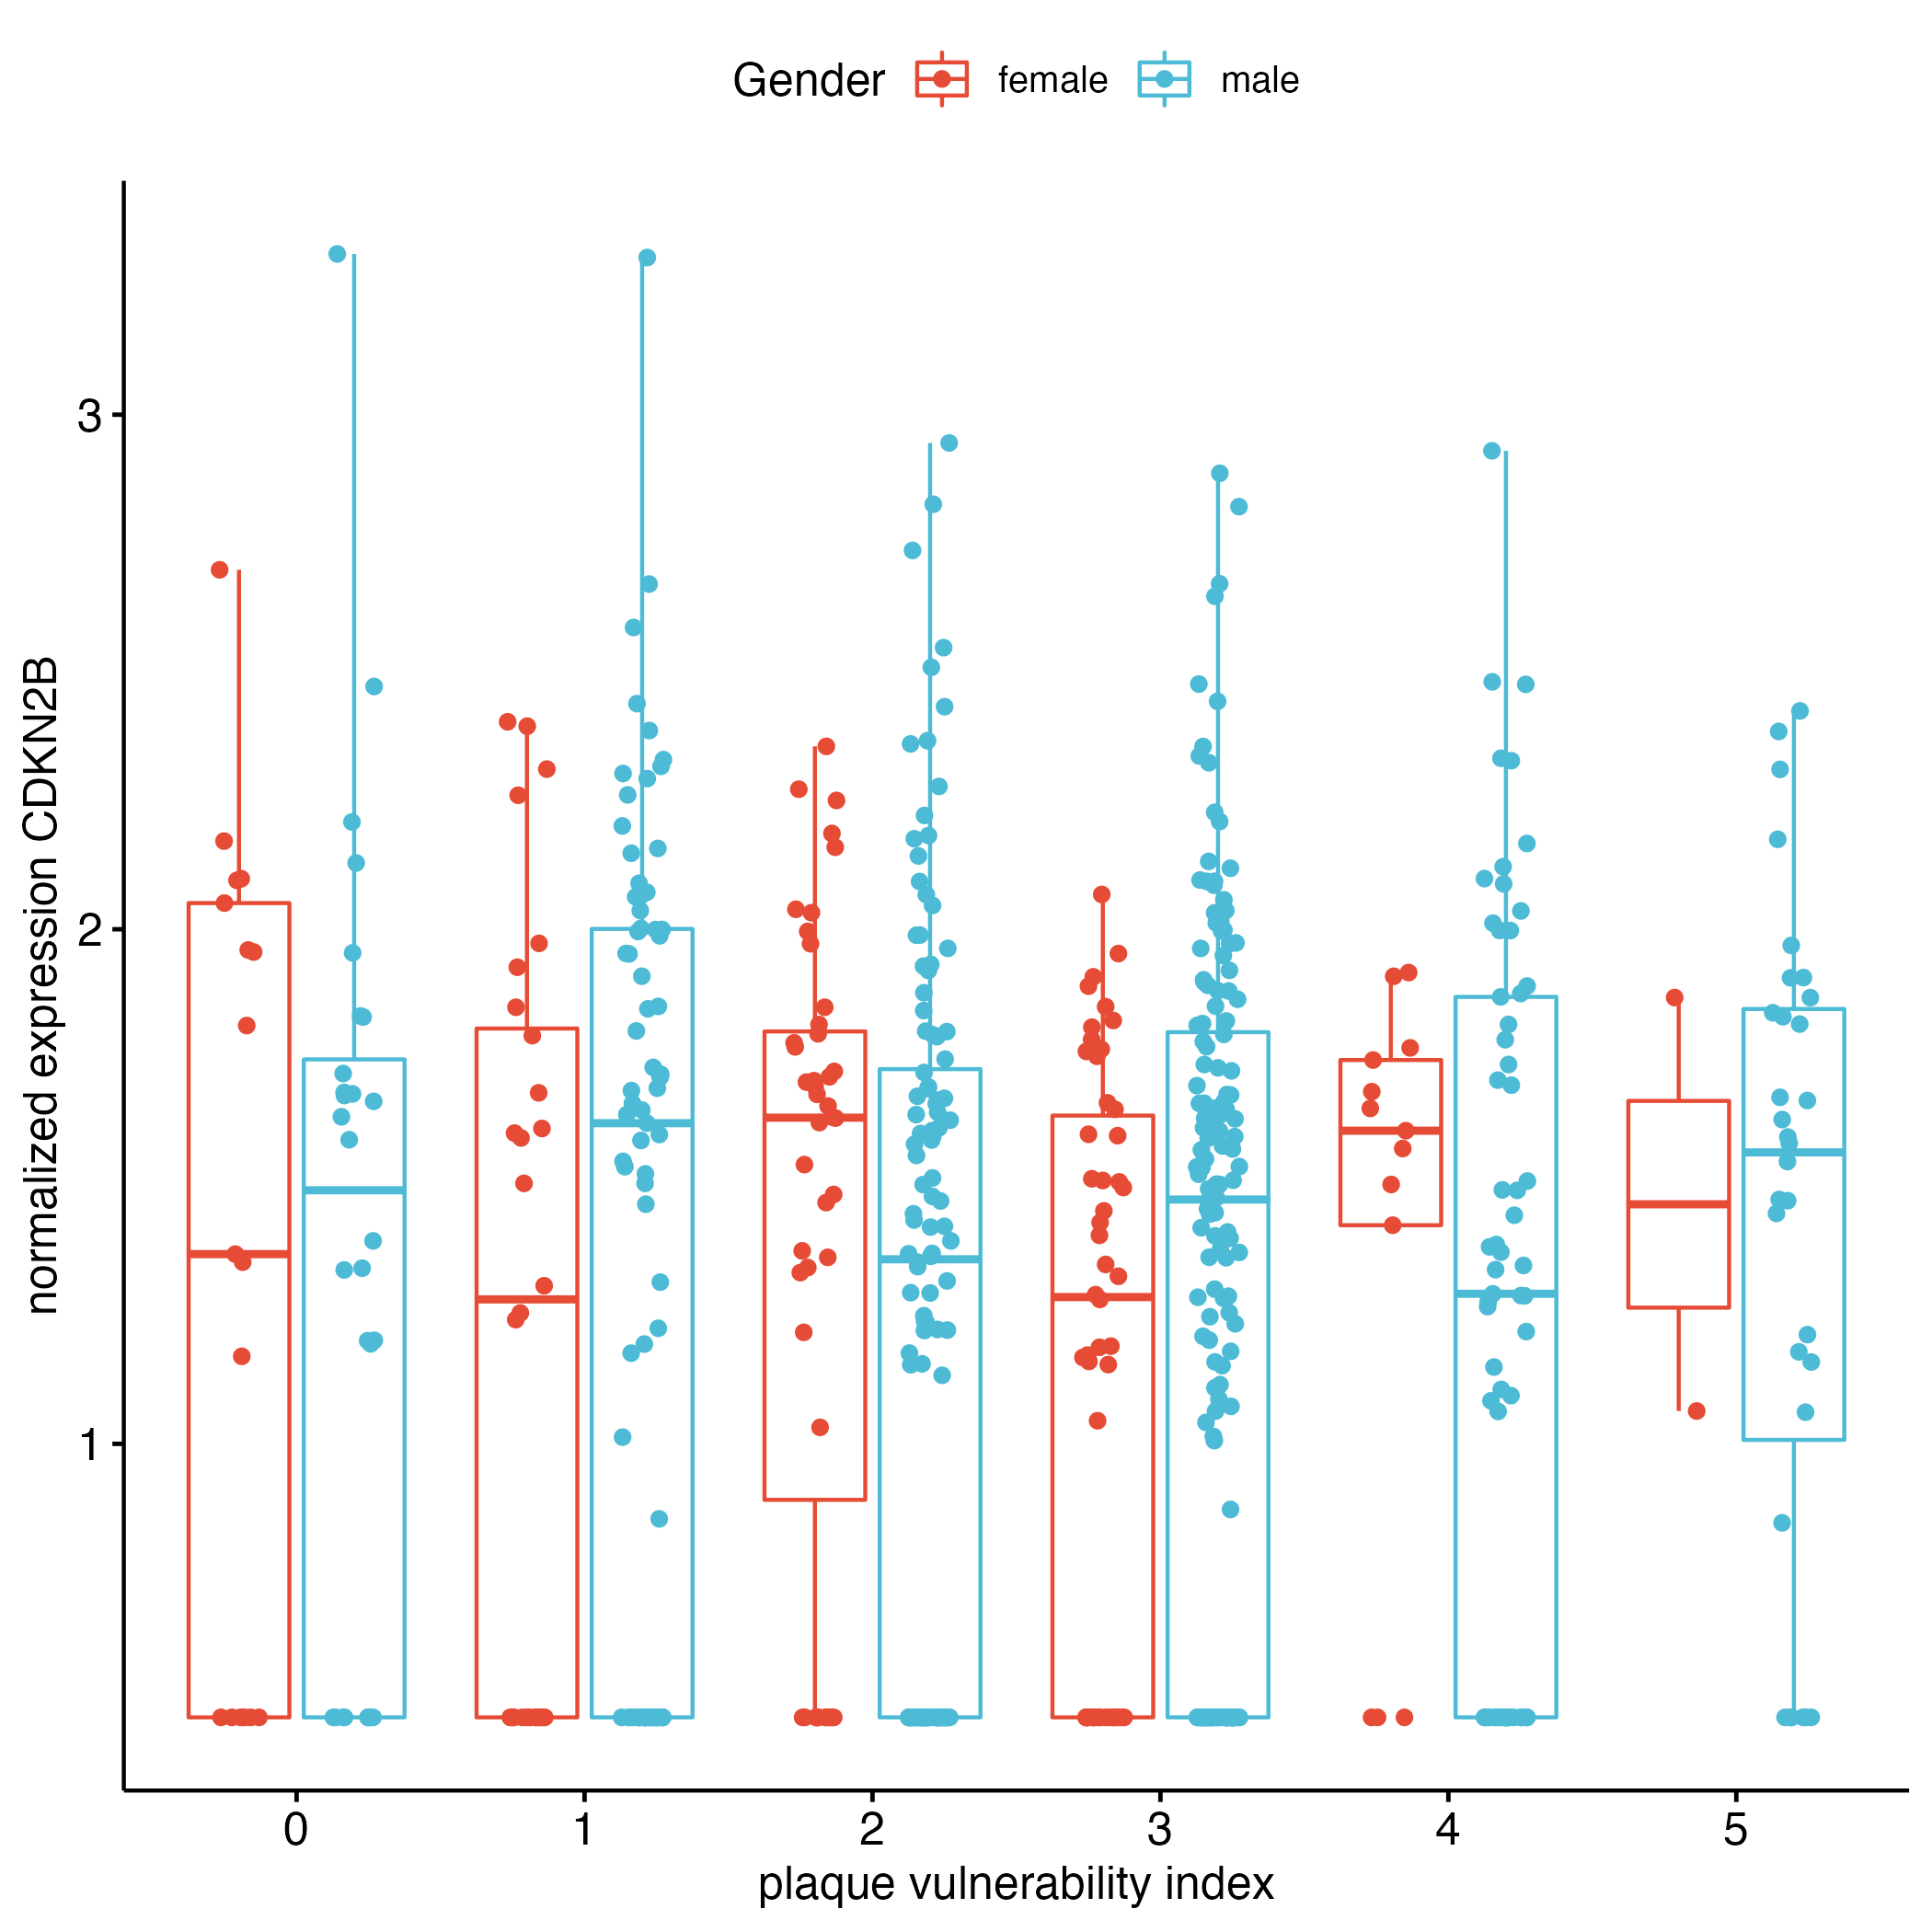 Gender female male
normalized expression CDKN2B
3
2
1
0 1 2 3 4 5
plaque vulnerability index